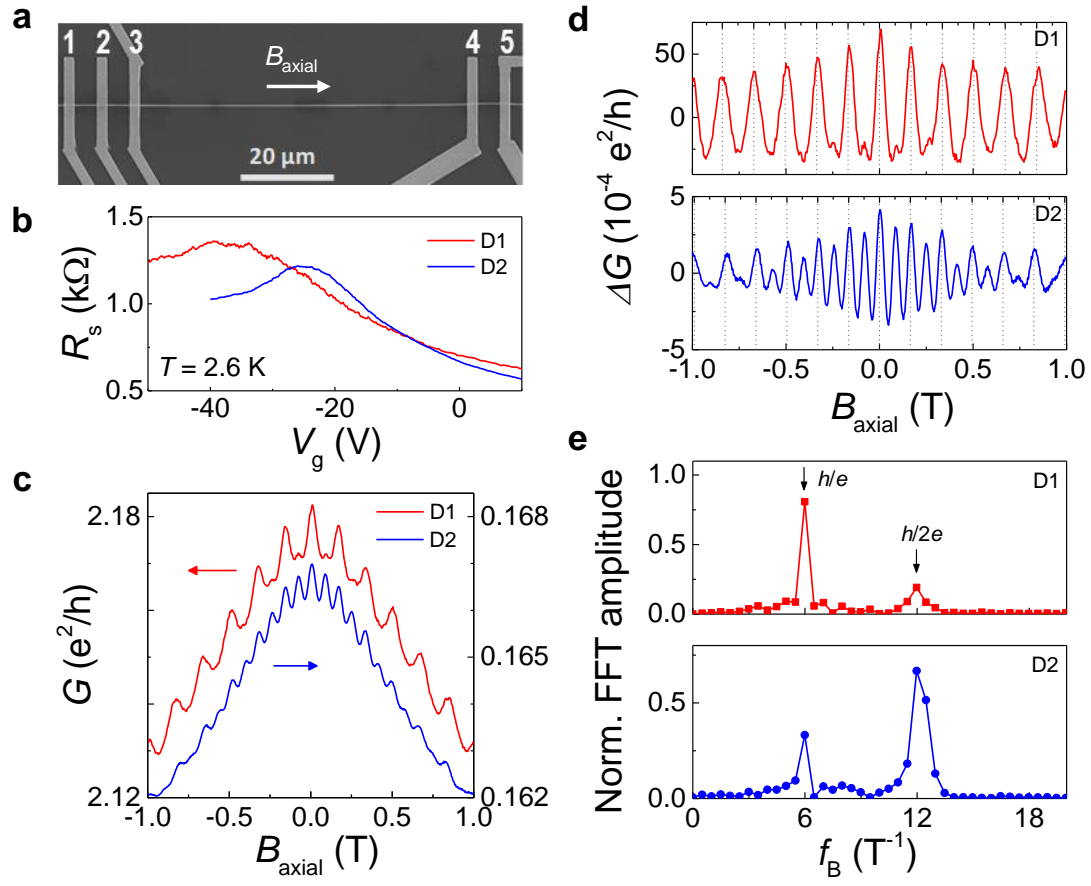 a
1 2 3 4 5
B_axial
20 μm
b
1.5
1.0
0.5
R_s (kΩ)
D1
D2
T = 2.6 K
-40 -20 0
V_g (V)
c
2.18
2.12
G (e²/h)
D1
D2
0.168
0.165
0.162
-1.0 -0.5 0.0 0.5 1.0
B_axial (T)
d
D1
50
0
D2
5
0
-5
ΔG (10⁻⁴ e²/h)
-1.0 -0.5 0.0 0.5 1.0
B_axial (T)
e
1.0
0.5
0.0
h/e
h/2e
D1
0.5
0.0
D2
Norm. FFT amplitude
0 6 12 18
f_B (T⁻¹)